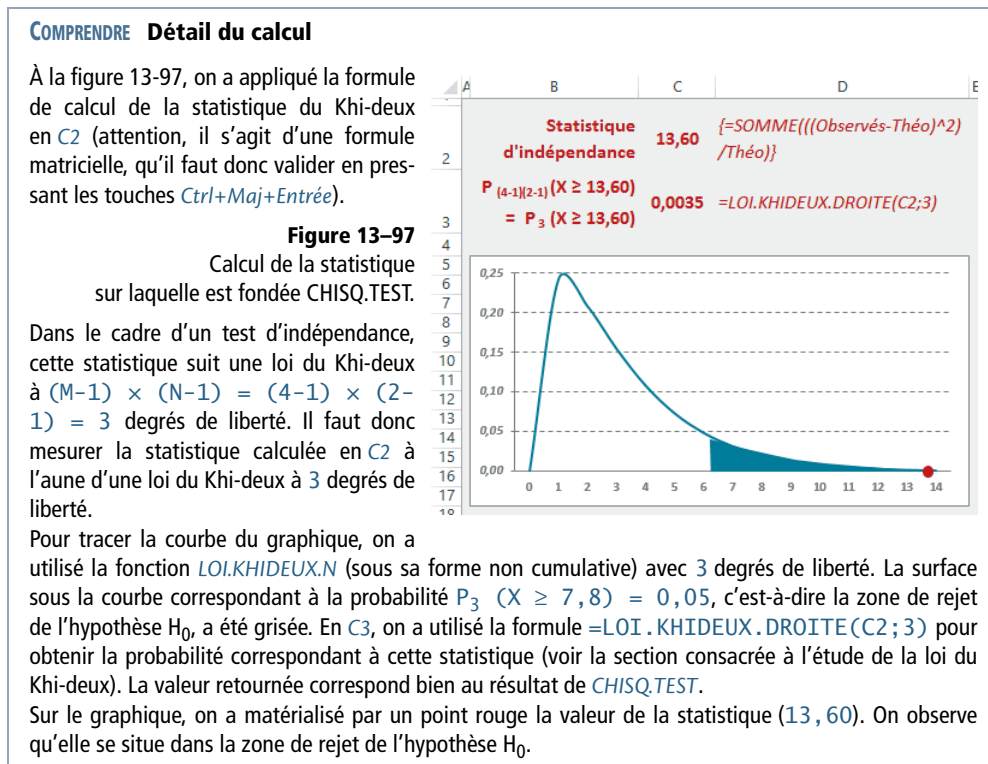 COMPRENDRE Détail du calcul
À la figure 13-97, on a appliqué la formule
de calcul de la statistique du Khi-deux
en C2 (attention, il s'agit d'une formule
matricielle, qu'il faut donc valider en pres-
sant les touches Ctrl+Maj+Entrée).
Figure 13–97
Calcul de la statistique
sur laquelle est fondée CHISQ.TEST.
Dans le cadre d'un test d'indépendance,
cette statistique suit une loi du Khi-deux
à (M-1) × (N-1) = (4-1) × (2-
1) = 3 degrés de liberté. Il faut donc
mesurer la statistique calculée en C2 à
l'aune d'une loi du Khi-deux à 3 degrés de
liberté.
Pour tracer la courbe du graphique, on a
A B C D E
Statistique
d'indépendance
13,60
{=SOMME(((Observés-Théo)^2)
/Théo)}
2
P (4-1)(2-1) (X ≥ 13,60)
= P 3 (X ≥ 13,60)
0,0035
=LOI.KHIDEUX.DROITE(C2;3)
3
4
5
6
7
8
9
10
11
12
13
14
15
16
17
18
0,25
0,20
0,15
0,10
0,05
0,00
0 1 2 3 4 5 6 7 8 9 10 11 12 13 14
utilisé la fonction LOI.KHIDEUX.N (sous sa forme non cumulative) avec 3 degrés de liberté. La surface
sous la courbe correspondant à la probabilité P3 (X ≥ 7,8) = 0,05, c'est-à-dire la zone de rejet
de l'hypothèse H0, a été grisée. En C3, on a utilisé la formule =LOI.KHIDEUX.DROITE(C2;3) pour
obtenir la probabilité correspondant à cette statistique (voir la section consacrée à l'étude de la loi du
Khi-deux). La valeur retournée correspond bien au résultat de CHISQ.TEST.
Sur le graphique, on a matérialisé par un point rouge la valeur de la statistique (13,60). On observe
qu'elle se situe dans la zone de rejet de l'hypothèse H0.